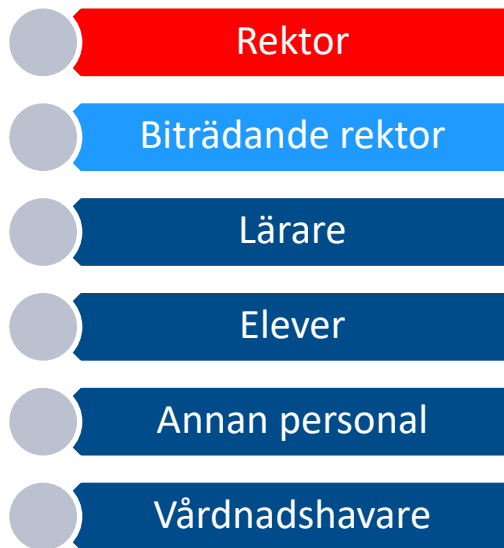 Rektor
Biträdande rektor
Lärare
Elever
Annan personal
Vårdnadshavare